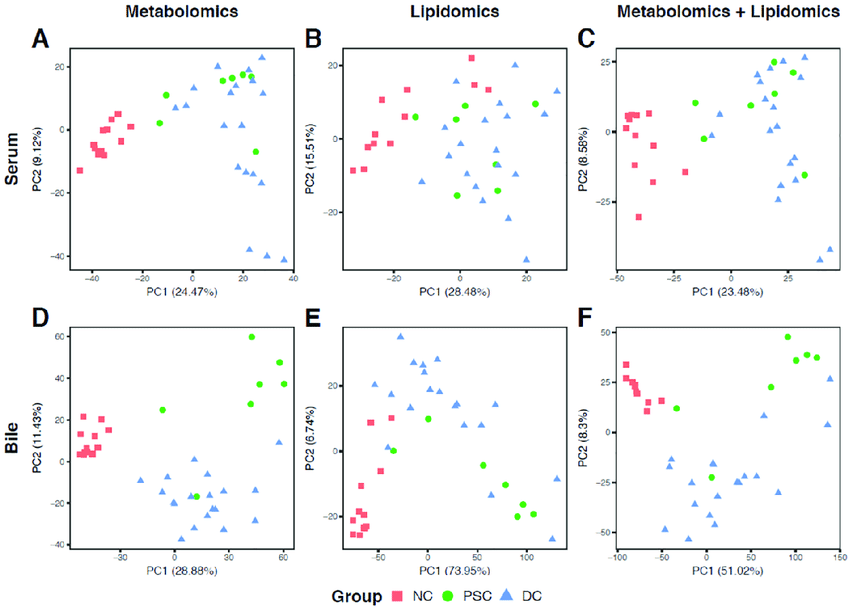 Metabolomics Lipidomics Metabolomics + Lipidomics
A B C
Serum
PC2 (9.12%)
20
0
-20
-40
-40 -20 0 20 40
PC1 (24.47%)
PC2 (15.51%)
20
0
-20
-20 0 20
PC1 (28.48%)
PC2 (8.58%)
25
0
-25
-50 -25 0 25
PC1 (23.48%)
D E F
Bile
PC2 (11.43%)
60
40
20
0
-20
-40
-30 0 30 60
PC1 (28.88%)
PC2 (6.74%)
20
0
-20
-50 0 50 100
PC1 (73.95%)
PC2 (8.3%)
50
25
0
-25
-50
-100 -50 0 50 100 150
PC1 (51.02%)
Group NC PSC DC